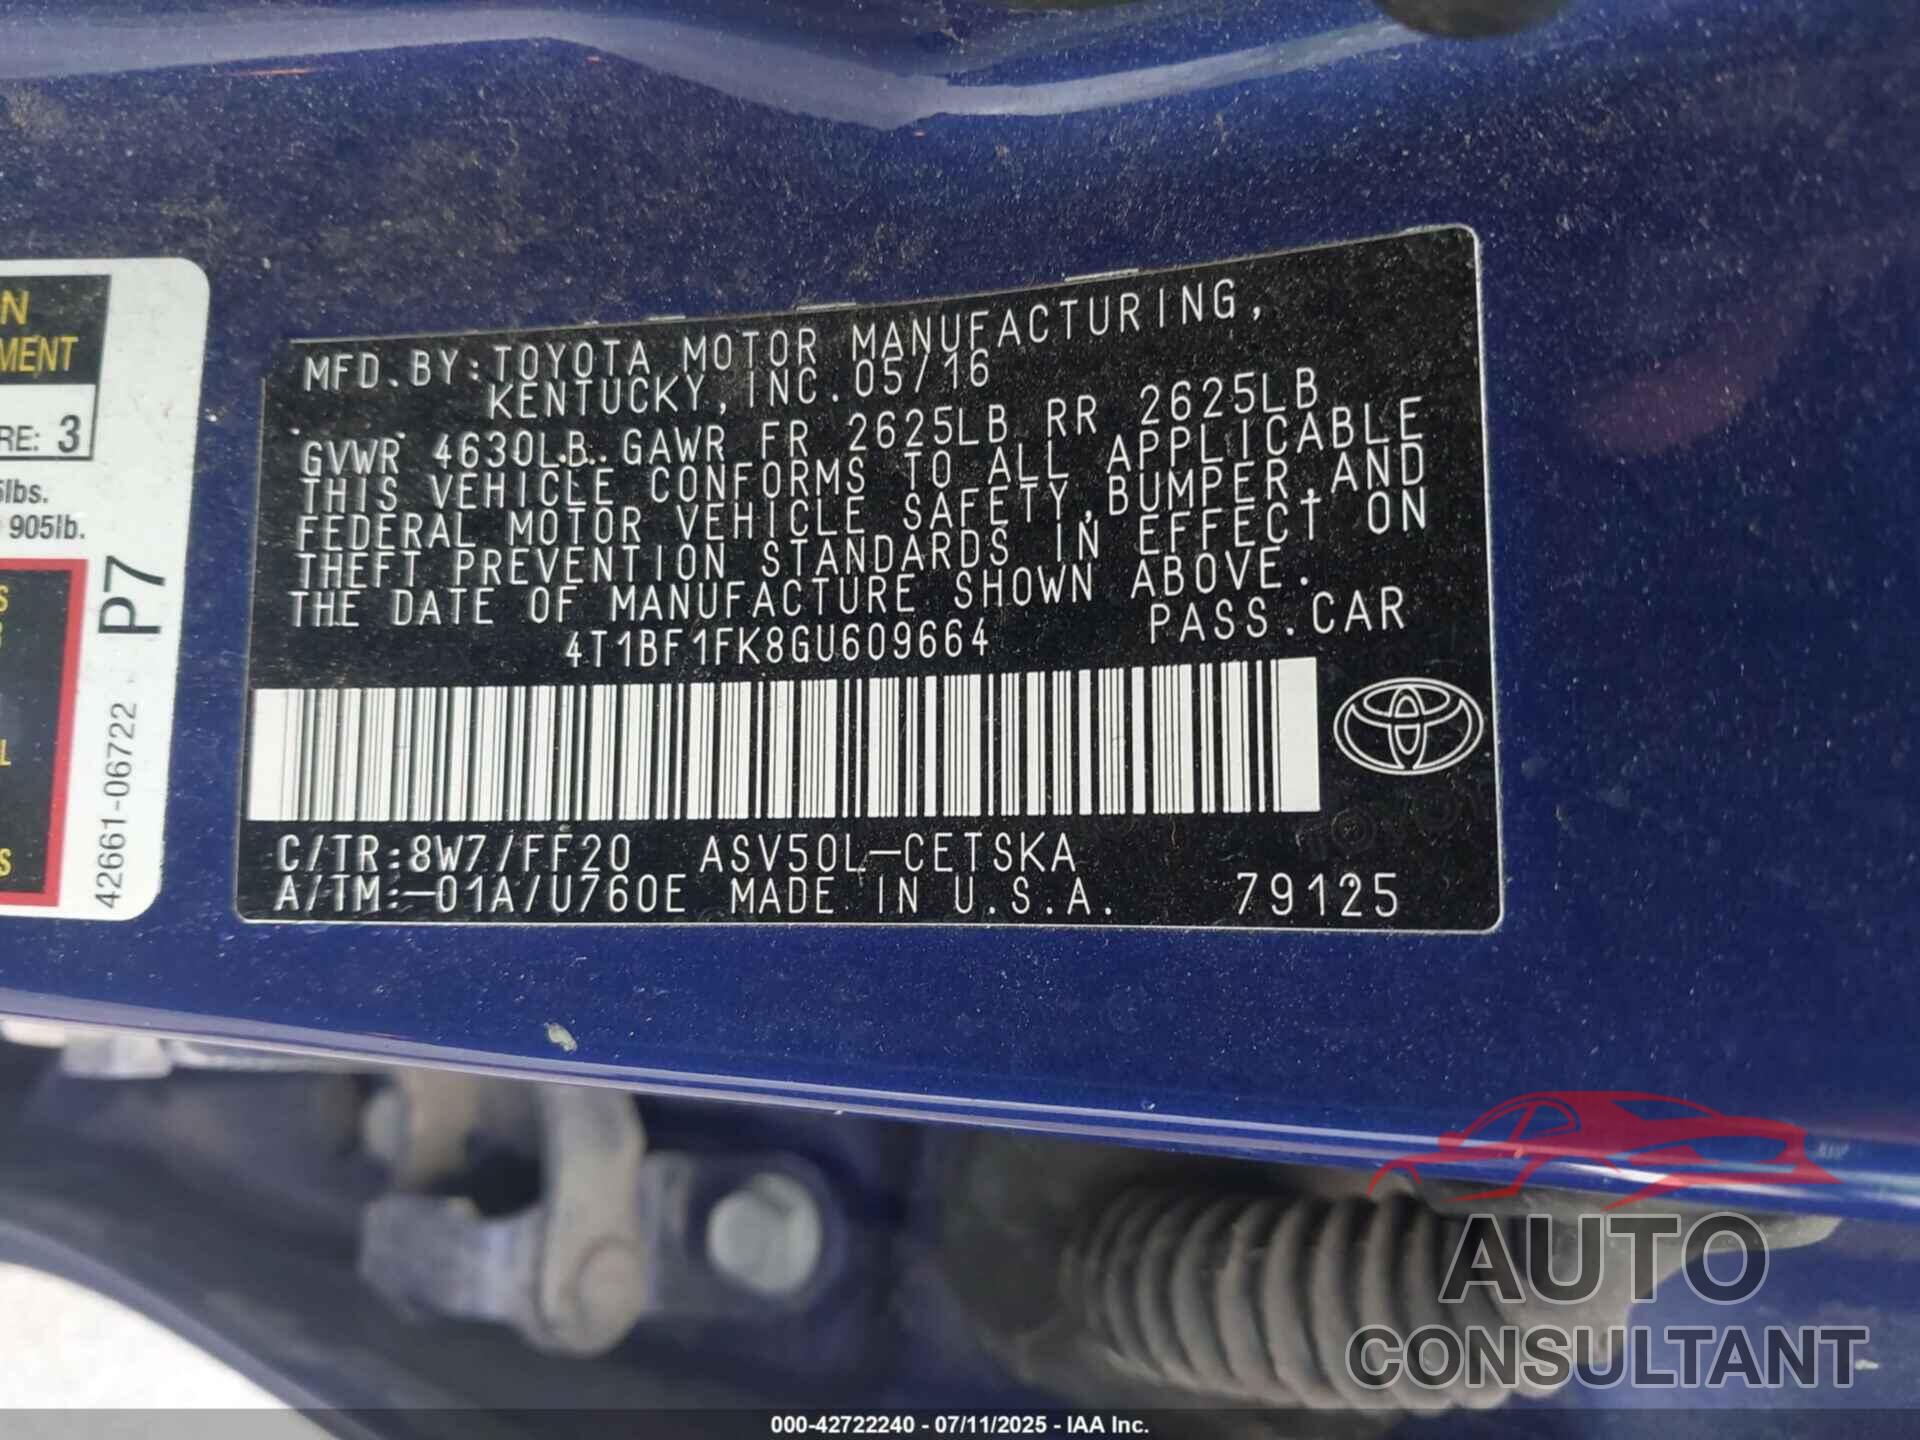 N
MENT
RE: 3
5lbs.
905lb.
S
L
S
P7
42661-06722
MFD.BY:TOYOTA MOTOR MANUFACTURING,
KENTUCKY, INC. 05/16
GVWR 4630LB GAWR FR 2625LB RR 2625LB
THIS VEHICLE CONFORMS TO ALL APPLICABLE
FEDERAL MOTOR VEHICLE SAFETY,BUMPER,AND
THEFT PREVENTION STANDARDS IN EFFECT ON
THE DATE OF MANUFACTURE SHOWN ABOVE.
4T1BF1FK8GU609664 PASS.CAR
C/TR:8W7/FF20 ASV50L-CETSKA
A/TM:-01A/U760E MADE IN U.S.A. 79125
AUTO
CONSULTANT
000-42722240 - 07/11/2025 - IAA Inc.